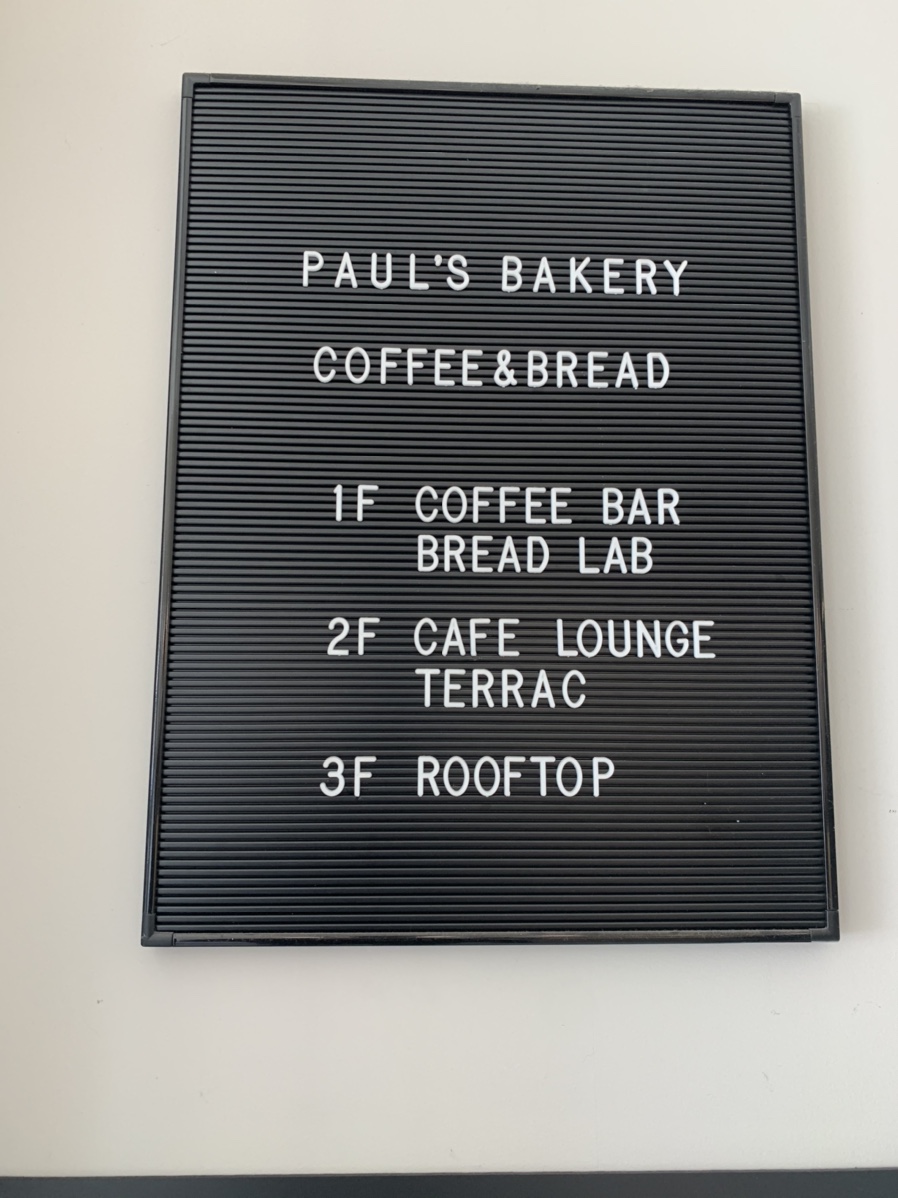 PAUL'S BAKERY
COFFEE&BREAD
1F COFFEE BAR
BREAD LAB
2F CAFE LOUNGE
TERRAC
3F ROOFTOP